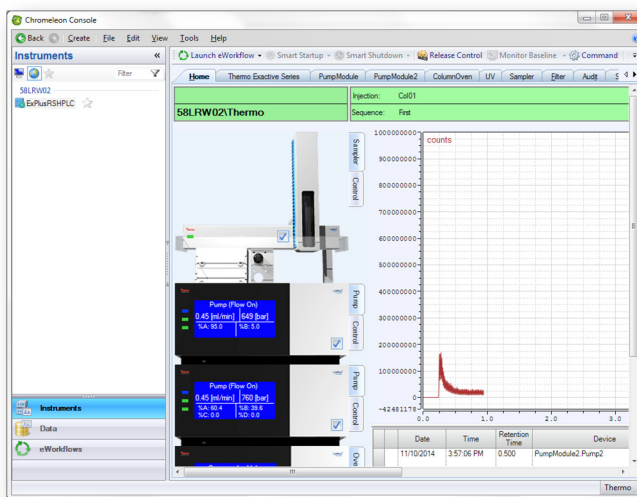 Chromeleon Console
Back Create File Edit View Tools Help
Instruments «
Launch eWorkflow Smart Startup Smart Shutdown Release Control Monitor Baseline Command
Filter
Home Thermo Exactive Series PumpModule PumpModule2 ColumnOven UV Sampler Filter Audit S
58LRW02
ExPlusRSHPLC
58LRW02\Thermo
Injection: Col01
Sequence: First
Sampler
Control
counts
1000000000
900000000
800000000
700000000
600000000
500000000
400000000
300000000
200000000
100000000
0
-42481178
0.0 1.0 2.0 3.0
Pump (Flow On)
0.45 [ml/min] 649 [bar]
%A: 95.0 %B: 5.0
Pump
Control
Pump (Flow On)
0.45 [ml/min] 760 [bar]
%A: 60.4 %B: 39.6
%C: 0.0 %D: 0.0
Pump
Control
Ove
Instruments
Data
eWorkflows
Date Time Retention Time Device
11/10/2014 3:57:06 PM 0.500 PumpModule2.Pump2
Thermo